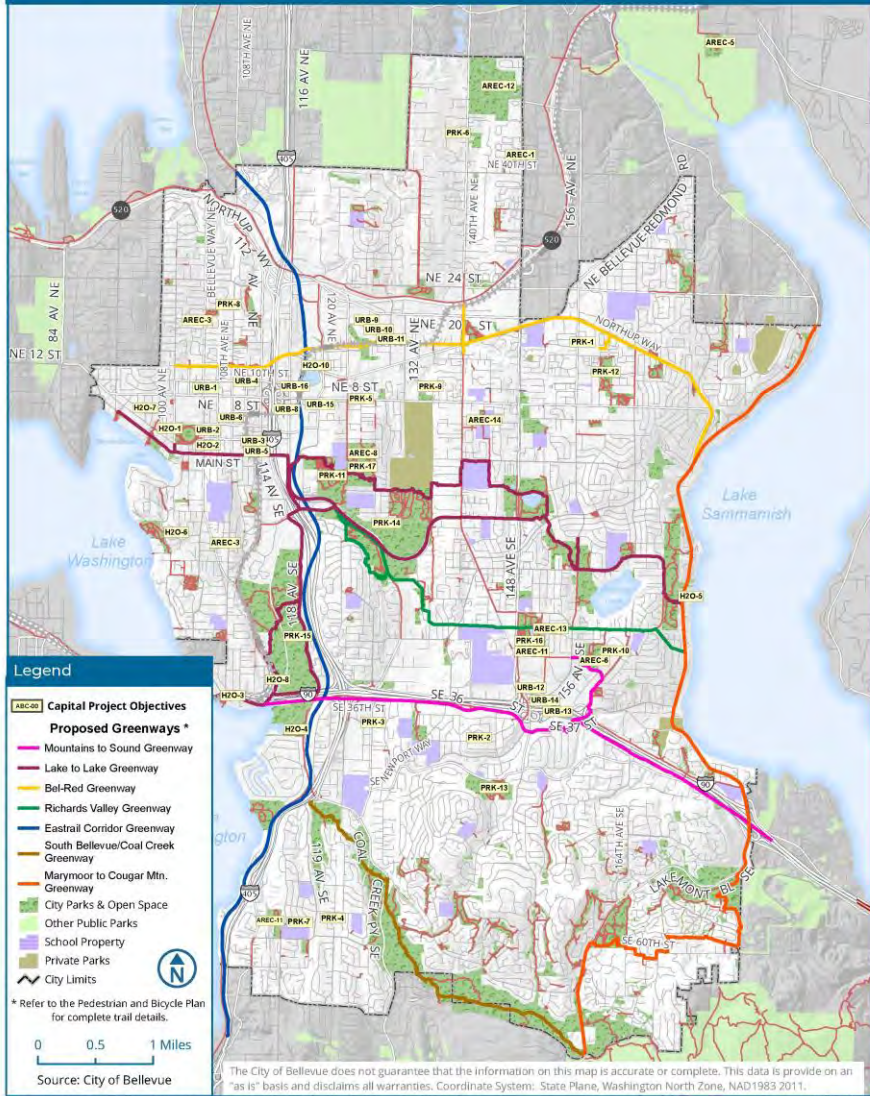 AREC-5
108TH AVE NE
116 AV NE
AREC-12
PRK-6
405
NE 40TH ST
AREC-1
140TH AVE NE
156 AV NE
520
520
NORTHUP WY
NE BELLEVUE-REDMOND RD
84 AV NE
BELLEVUE WAY NE
112 AV NE
NE 24 ST
PRK-8
AREC-3
120 AV NE
URB-9
URB-10
URB-11
NE 20 ST
NORTHUP WAY
NE 12 ST
108TH AVE NE
132 AV NE
PRK-1
NE 10TH ST
H2O-10
PRK-12
URB-1
URB-4
URB-16
NE 8 ST
PRK-9
100 AV NE
H2O-7
NE 8 ST
URB-8
URB-15
PRK-5
URB-6
AREC-14
H2O-1
URB-2
H2O-2
URB-3
405
URB-5
AREC-8
MAIN ST
PRK-17
PRK-11
114 AV SE
Lake
Sammamish
PRK-14
H2O-6
AREC-3
Lake
Washington
148 AVE SE
118 AV SE
H2O-5
AREC-13
PRK-15
PRK-16
AREC-11
PRK-10
AREC-6
156 AV SE
H2O-8
URB-12
H2O-3
90
URB-14
SE 36 ST
SE 36TH ST
URB-13
SE 37 ST
H2O-4
PRK-3
PRK-2
SE NEWPORT WAY
90
PRK-13
164TH AVE SE
COAL CREEK PY SE
119 AV SE
LAKEMONT BL SE
405
AREC-11
PRK-7
PRK-4
SE 60TH ST
Legend
ABC-00 Capital Project Objectives
Proposed Greenways *
Mountains to Sound Greenway
Lake to Lake Greenway
Bel-Red Greenway
Richards Valley Greenway
Eastrail Corridor Greenway
South Bellevue/Coal Creek
Greenway
Marymoor to Cougar Mtn.
Greenway
City Parks & Open Space
Other Public Parks
School Property
Private Parks
City Limits
N
* Refer to the Pedestrian and Bicycle Plan
for complete trail details.
0 0.5 1 Miles
Source: City of Bellevue
The City of Bellevue does not guarantee that the information on this map is accurate or complete. This data is provide on an
"as is" basis and disclaims all warranties. Coordinate System: State Plane, Washington North Zone, NAD1983 2011.